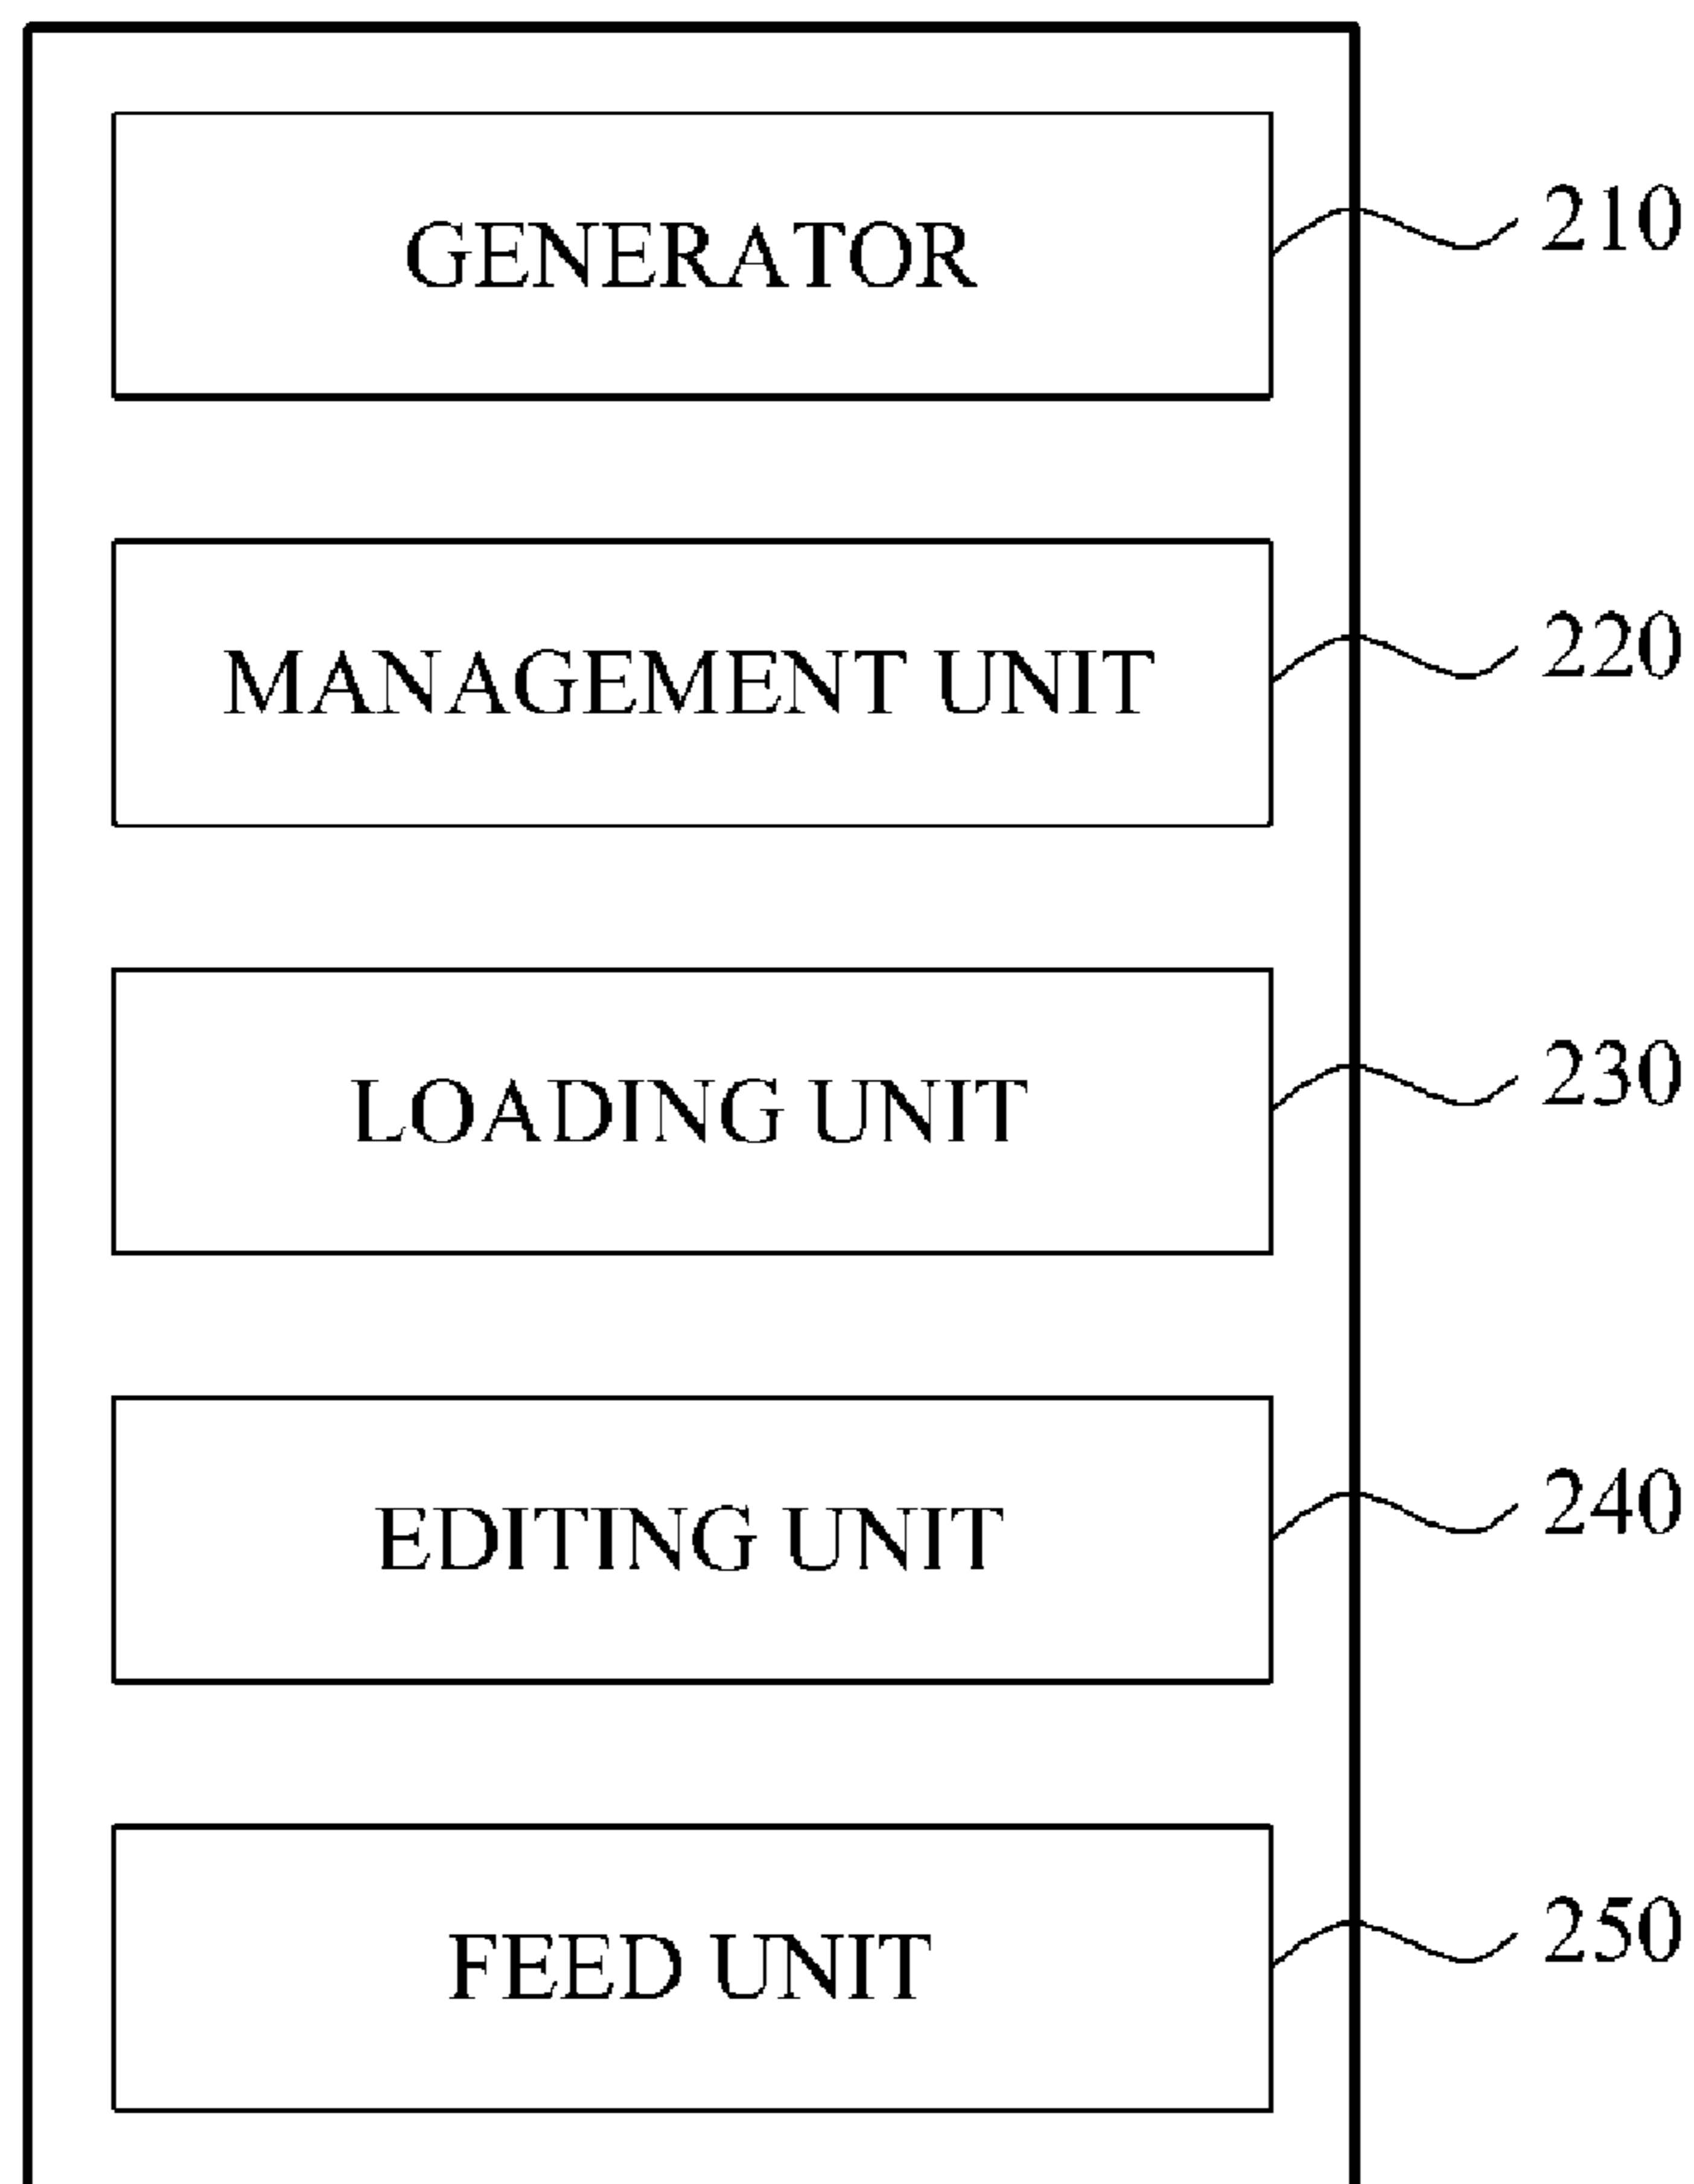 GENERATOR 210
MANAGEMENT UNIT 220
LOADING UNIT 230
EDITING UNIT 240
FEED UNIT 250